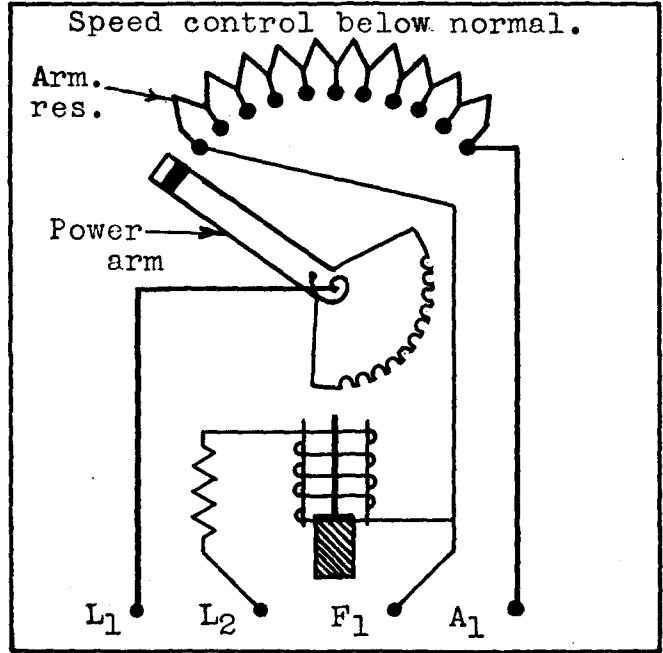 Speed control below normal.
Arm.
res.
Power
arm
L1
L2
F1
A1